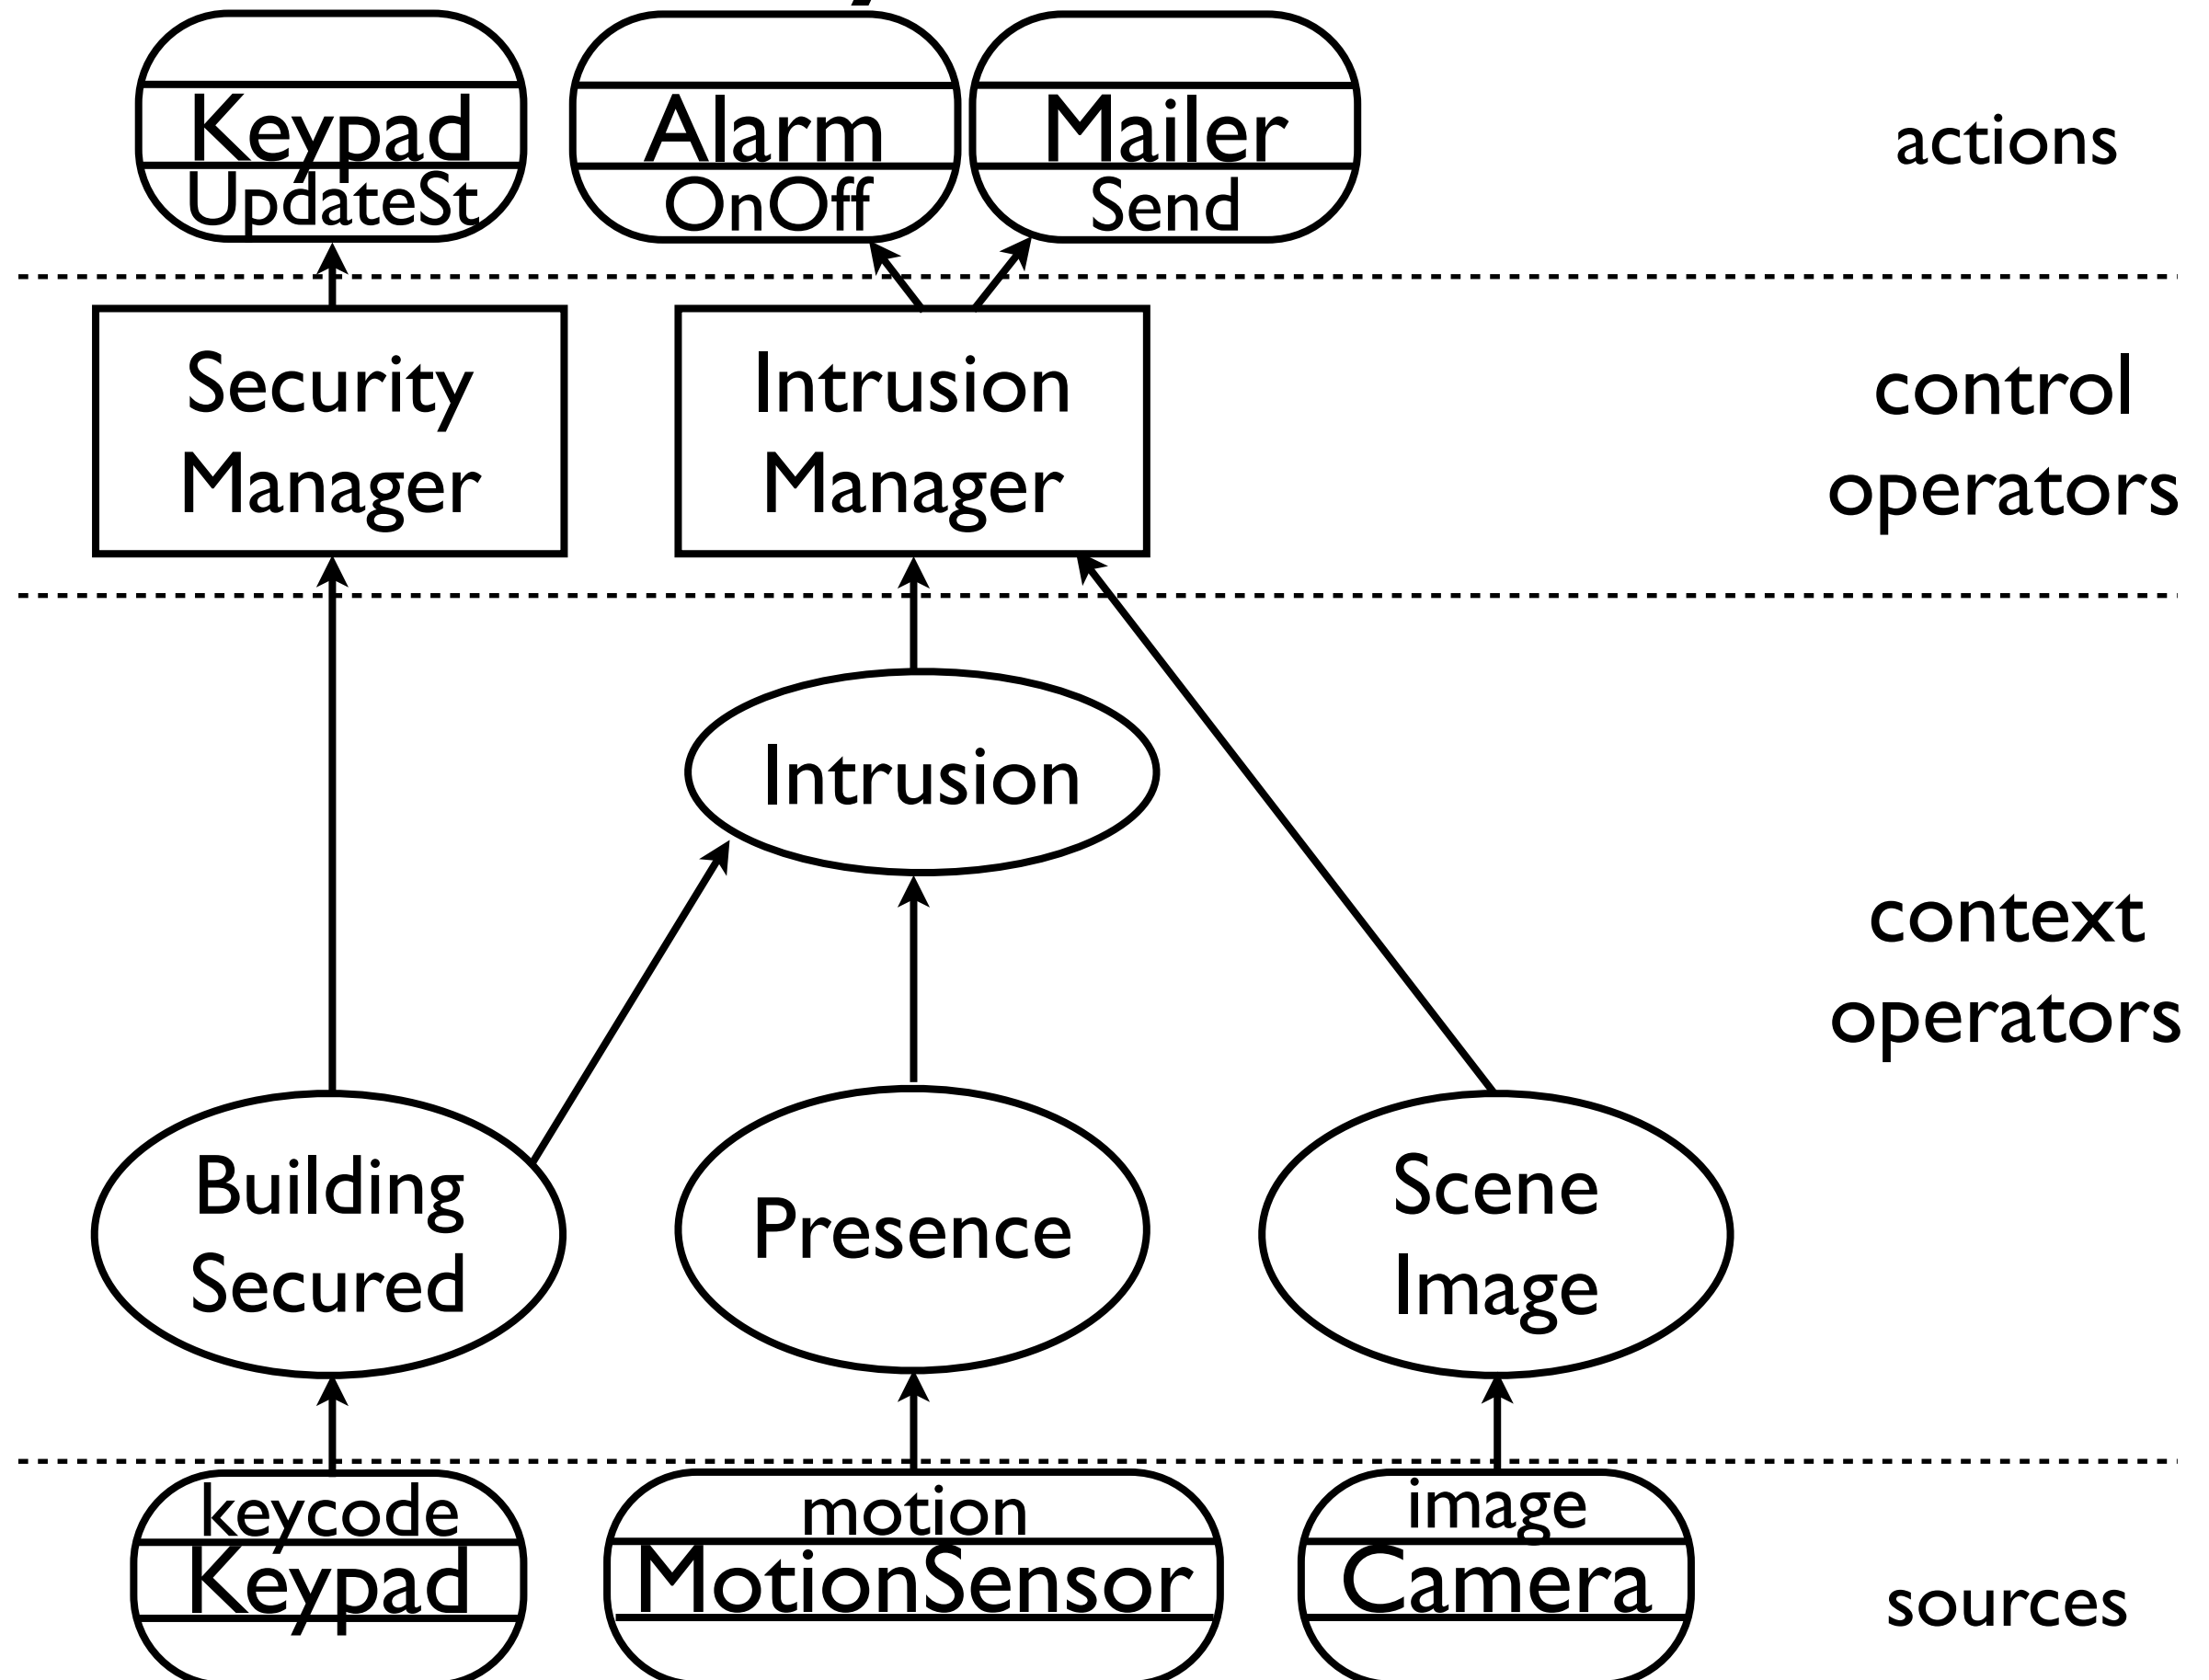 Keypad
UpdateSt
Alarm
OnOff
Mailer
Send
actions
Security
Manager
Intrusion
Manager
control
operators
Intrusion
context
operators
Building
Secured
Presence
Scene
Image
keycode
Keypad
motion
MotionSensor
image
Camera
sources